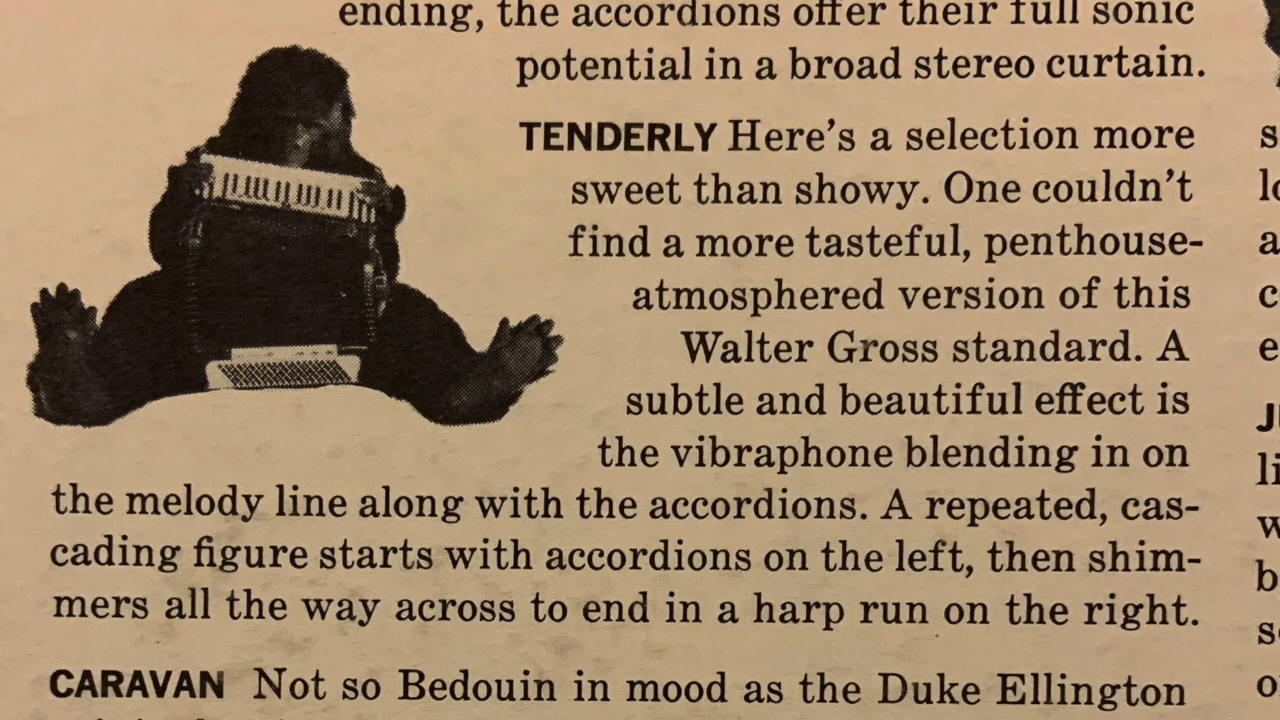 ending, the accordions offer their full sonic
potential in a broad stereo curtain.
TENDERLY Here's a selection more
sweet than showy. One couldn't
find a more tasteful, penthouse-
atmosphered version of this
Walter Gross standard. A
subtle and beautiful effect is
the vibraphone blending in on
the melody line along with the accordions. A repeated, cas-
cading figure starts with accordions on the left, then shim-
mers all the way across to end in a harp run on the right.
CARAVAN Not so Bedouin in mood as the Duke Ellington